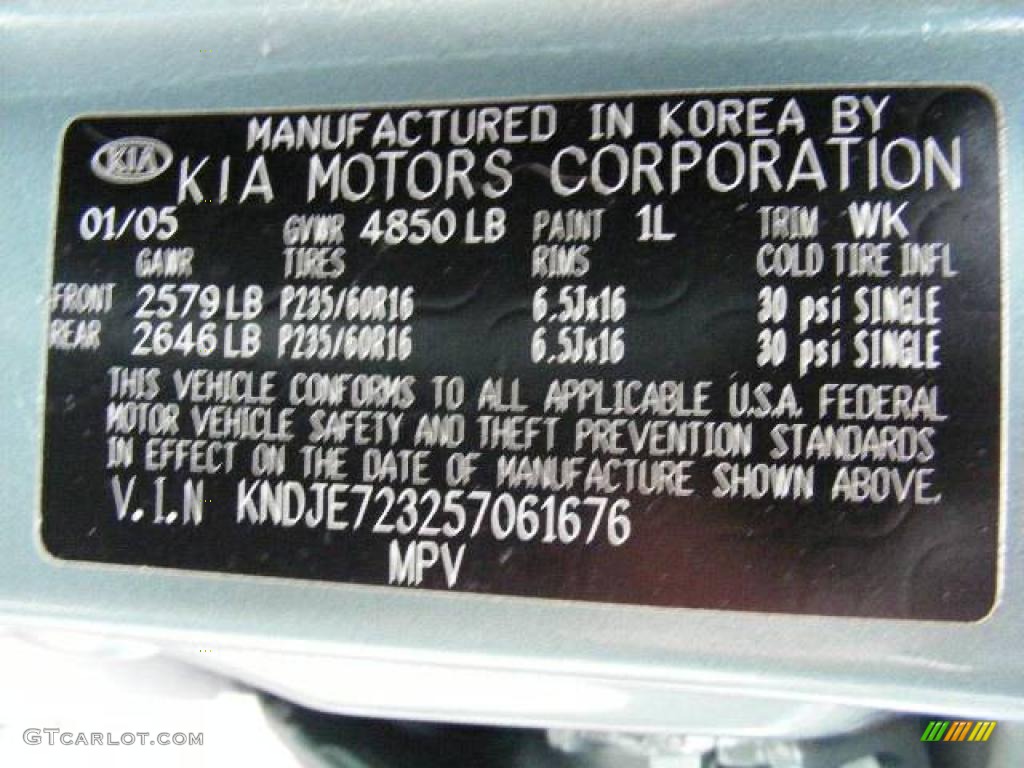 MANUFACTURED IN KOREA BY
KIA KIA MOTORS CORPORATION
01/05 GVWR 4850 LB PAINT 1L TRIM WK
GAWR TIRES RIMS COLD TIRE INFL
FRONT 2579 LB P235/60R16 6.5Jx16 30 psi SINGLE
REAR 2646 LB P235/60R16 6.5Jx16 30 psi SINGLE
THIS VEHICLE CONFORMS TO ALL APPLICABLE U.S.A. FEDERAL
MOTOR VEHICLE SAFETY AND THEFT PREVENTION STANDARDS
IN EFFECT ON THE DATE OF MANUFACTURE SHOWN ABOVE.
V.I.N KNDJE723257061676
MPV
GTcarlot.com